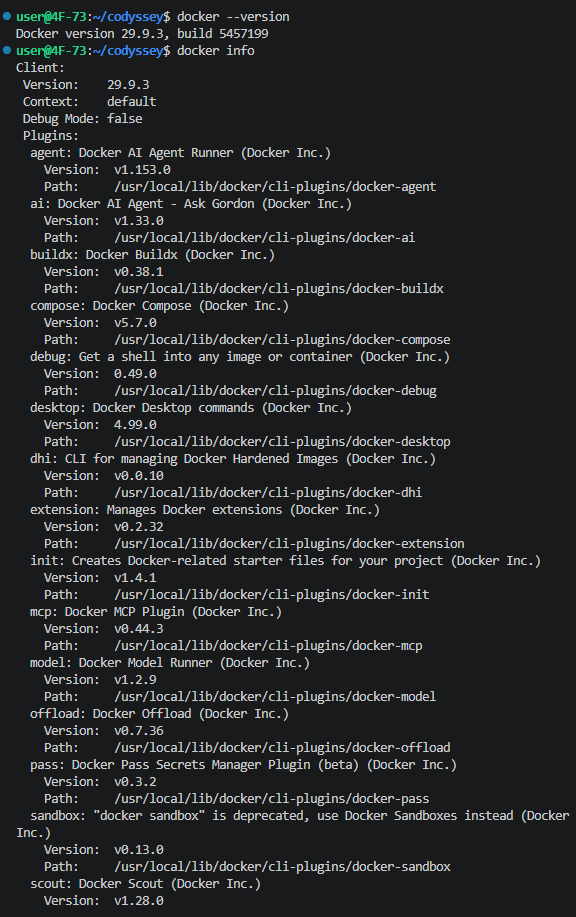 user@4F-73:~/codyssey$ docker --version
Docker version 29.9.3, build 5457199
user@4F-73:~/codyssey$ docker info
Client:
 Version:    29.9.3
 Context:    default
 Debug Mode: false
 Plugins:
  agent: Docker AI Agent Runner (Docker Inc.)
    Version:  v1.153.0
    Path:     /usr/local/lib/docker/cli-plugins/docker-agent
  ai: Docker AI Agent - Ask Gordon (Docker Inc.)
    Version:  v1.33.0
    Path:     /usr/local/lib/docker/cli-plugins/docker-ai
  buildx: Docker Buildx (Docker Inc.)
    Version:  v0.38.1
    Path:     /usr/local/lib/docker/cli-plugins/docker-buildx
  compose: Docker Compose (Docker Inc.)
    Version:  v5.7.0
    Path:     /usr/local/lib/docker/cli-plugins/docker-compose
  debug: Get a shell into any image or container (Docker Inc.)
    Version:  0.49.0
    Path:     /usr/local/lib/docker/cli-plugins/docker-debug
  desktop: Docker Desktop commands (Docker Inc.)
    Version:  4.99.0
    Path:     /usr/local/lib/docker/cli-plugins/docker-desktop
  dhi: CLI for managing Docker Hardened Images (Docker Inc.)
    Version:  v0.0.10
    Path:     /usr/local/lib/docker/cli-plugins/docker-dhi
  extension: Manages Docker extensions (Docker Inc.)
    Version:  v0.2.32
    Path:     /usr/local/lib/docker/cli-plugins/docker-extension
  init: Creates Docker-related starter files for your project (Docker Inc.)
    Version:  v1.4.1
    Path:     /usr/local/lib/docker/cli-plugins/docker-init
  mcp: Docker MCP Plugin (Docker Inc.)
    Version:  v0.44.3
    Path:     /usr/local/lib/docker/cli-plugins/docker-mcp
  model: Docker Model Runner (Docker Inc.)
    Version:  v1.2.9
    Path:     /usr/local/lib/docker/cli-plugins/docker-model
  offload: Docker Offload (Docker Inc.)
    Version:  v0.7.36
    Path:     /usr/local/lib/docker/cli-plugins/docker-offload
  pass: Docker Pass Secrets Manager Plugin (beta) (Docker Inc.)
    Version:  v0.3.2
    Path:     /usr/local/lib/docker/cli-plugins/docker-pass
  sandbox: "docker sandbox" is deprecated, use Docker Sandboxes instead (Docker
Inc.)
    Version:  v0.13.0
    Path:     /usr/local/lib/docker/cli-plugins/docker-sandbox
  scout: Docker Scout (Docker Inc.)
    Version:  v1.28.0